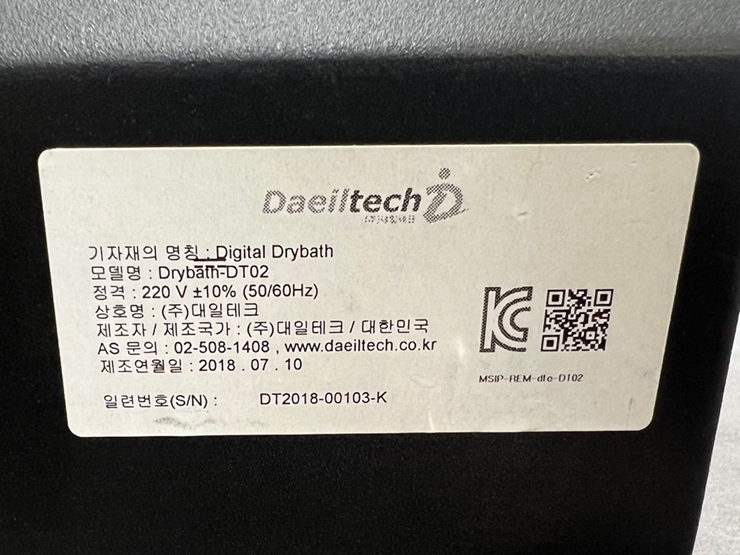 Daeiltech
기자재의 명칭 : Digital Drybath
모델명 : Drybath-DT02
정격 : 220 V ±10% (50/60Hz)
상호명 : (주)대일테크
제조자 / 제조국가 : (주)대일테크 / 대한민국
AS 문의 : 02-508-1408 , www.daeiltech.co.kr
제조연월일 : 2018 . 07 . 10
일련번호(S/N) : DT2018-00103-K
MSIP-REM-dte-DT02